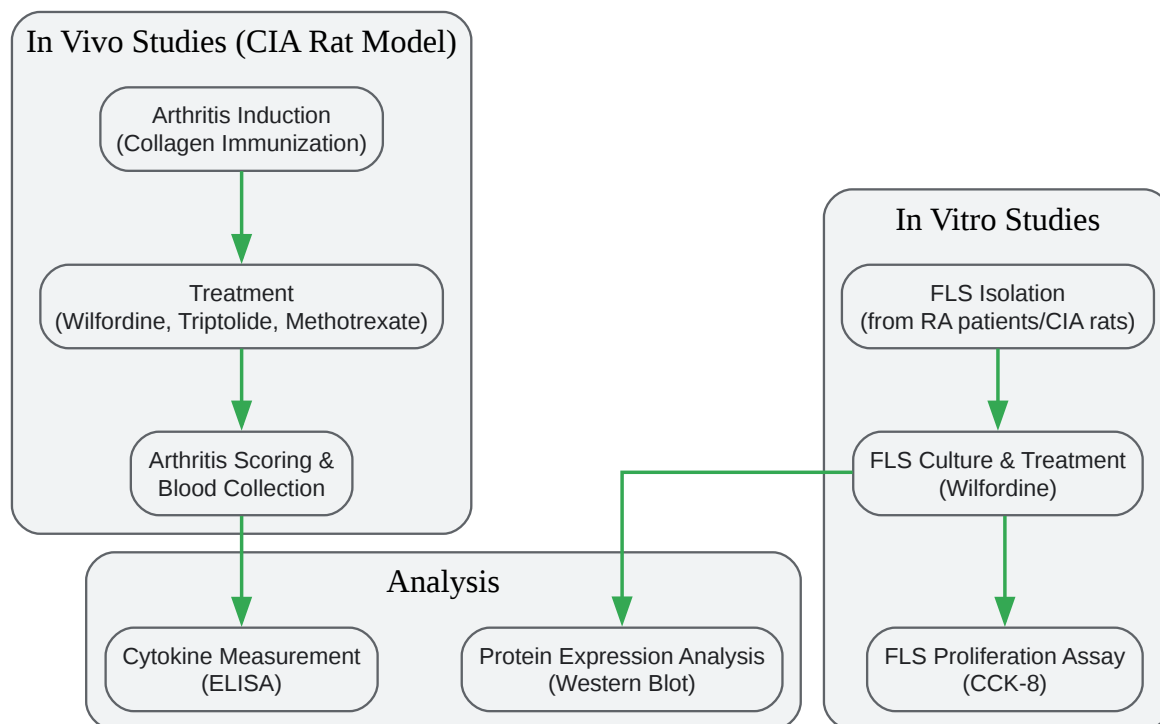 In Vivo Studies (CIA Rat Model)
Arthritis Induction
(Collagen Immunization)
Treatment
(Wilfordine, Triptolide, Methotrexate)
Arthritis Scoring &
Blood Collection
In Vitro Studies
FLS Isolation
(from RA patients/CIA rats)
FLS Culture & Treatment
(Wilfordine)
FLS Proliferation Assay
(CCK-8)
Analysis
Cytokine Measurement
(ELISA)
Protein Expression Analysis
(Western Blot)